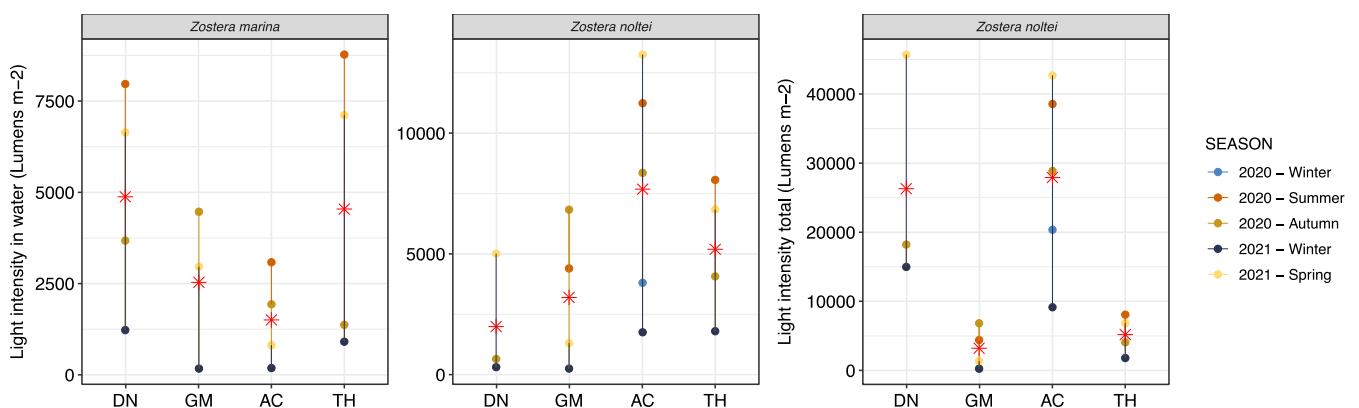 Zostera marina
Zostera noltei
Zostera noltei
Light intensity in water (Lumens m−2)
7500
5000
2500
0
DN GM AC TH
10000
5000
0
DN GM AC TH
Light intensity total (Lumens m−2)
40000
30000
20000
10000
0
DN GM AC TH
SEASON
2020 − Winter
2020 − Summer
2020 − Autumn
2021 − Winter
2021 − Spring